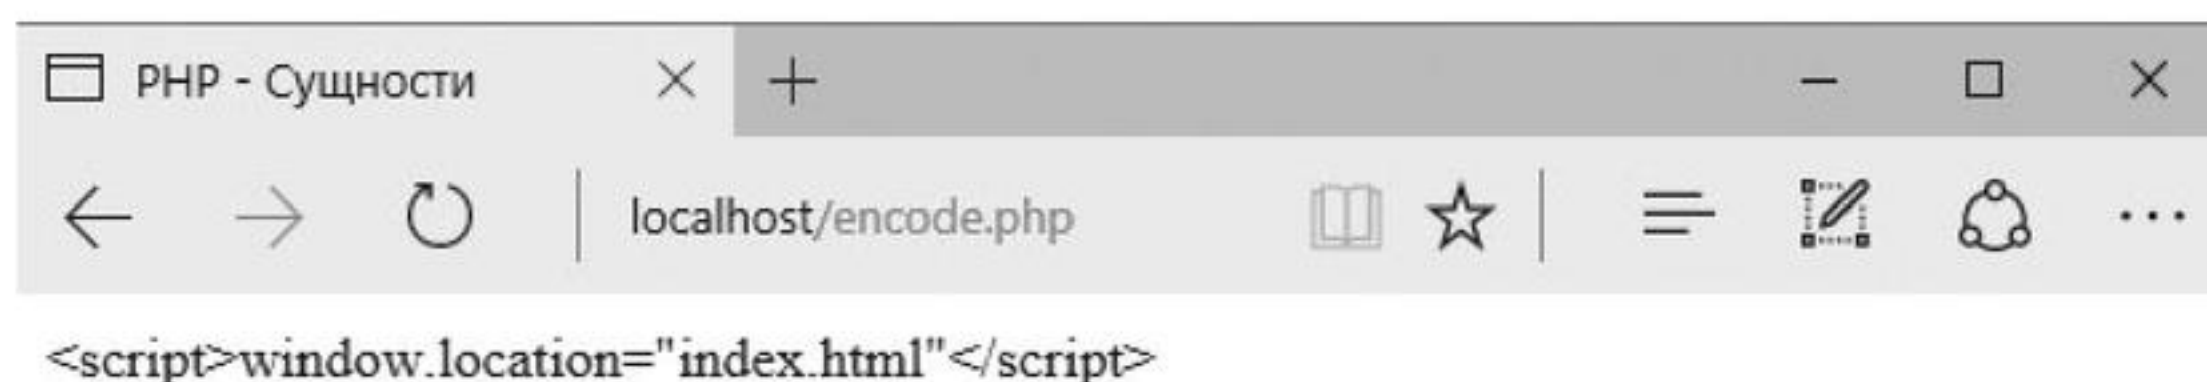 PHP - Сущности
localhost/encode.php
<script>window.location="index.html"</script>